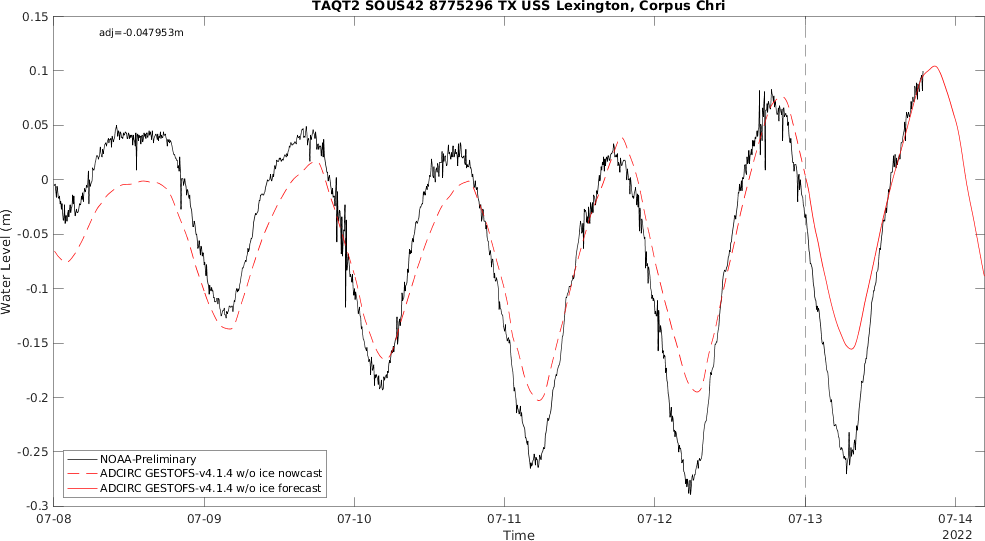 TAQT2 SOUS42 8775296 TX USS Lexington, Corpus Chri
adj=-0.047953m
0.15
0.1
0.05
0
-0.05
-0.1
-0.15
-0.2
-0.25
-0.3
Water Level (m)
NOAA-Preliminary
ADCIRC GESTOFS-v4.1.4 w/o ice nowcast
ADCIRC GESTOFS-v4.1.4 w/o ice forecast
07-08 07-09 07-10 07-11 07-12 07-13 07-14
2022
Time